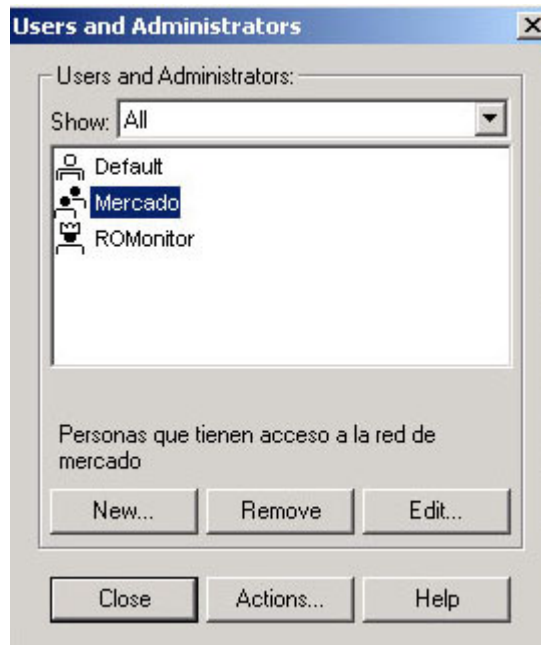 Users and Administrators
Users and Administrators:
Show: All
Default
Mercado
ROMonitor
Personas que tienen acceso a la red de
mercado
New... Remove Edit...
Close Actions... Help